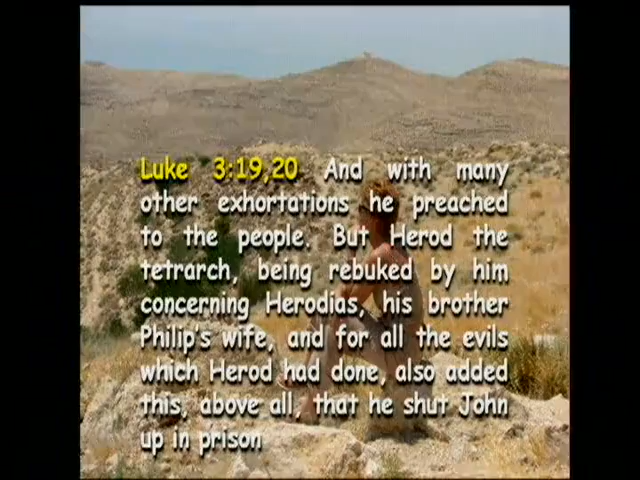 Luke 3:19,20 And with many
other exhortations he preached
to the people. But Herod the
tetrarch, being rebuked by him
concerning Herodias, his brother
Philip's wife, and for all the evils
which Herod had done, also added
this, above all, that he shut John
up in prison